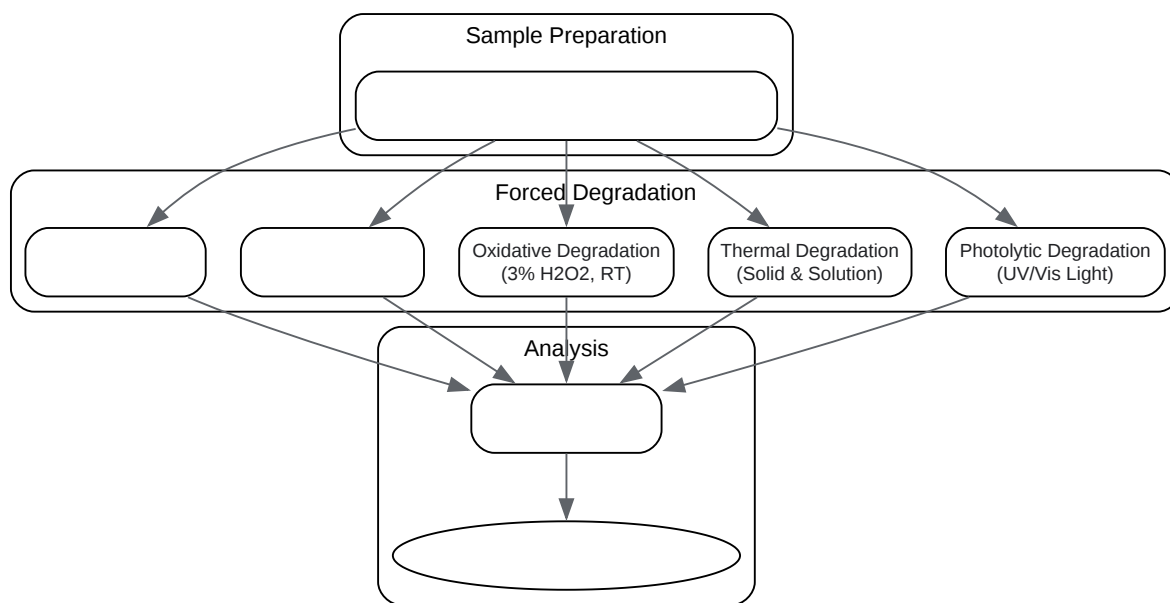 Sample Preparation
Forced Degradation
Oxidative Degradation
(3% H2O2, RT)
Thermal Degradation
(Solid & Solution)
Photolytic Degradation
(UV/Vis Light)
Analysis